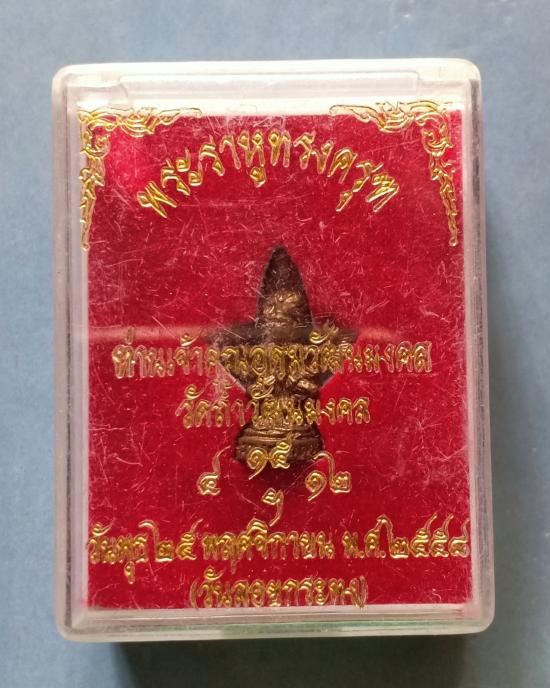 พระราหูทรงครุฑ
ท่านเจ้าคุณอุดมวัฒนมงคล
วัดถ้ำวัฒนมงคล
๑๕
๔ ฯ ๑๒
วันพุธ ๒๕ พฤศจิกายน พ.ศ.๒๕๕๘
(วันลอยกระทง)